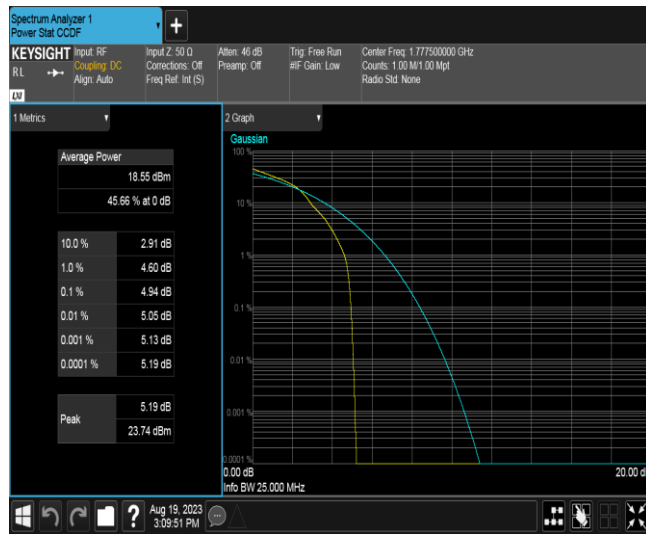 Spectrum Analyzer 1
Power Stat CCDF
+
KEYSIGHT
RL
LXI
Input: RF
Coupling: DC
Align: Auto
Input Z: 50 Ω
Corrections: Off
Freq Ref: Int (S)
Atten: 46 dB
Preamp: Off
Trig: Free Run
#IF Gain: Low
Center Freq: 1.777500000 GHz
Counts: 1.00 M/1.00 Mpt
Radio Std: None
1 Metrics
Average Power
18.55 dBm
45.66 % at 0 dB
10.0 % 2.91 dB
1.0 % 4.60 dB
0.1 % 4.94 dB
0.01 % 5.05 dB
0.001 % 5.13 dB
0.0001 % 5.19 dB
Peak
5.19 dB
23.74 dBm
2 Graph
Gaussian
100 %
10 %
1 %
0.1 %
0.01 %
0.001 %
0.0001 %
0.00 dB
20.00 d
Info BW 25.000 MHz
?
Aug 19, 2023
3:09:51 PM